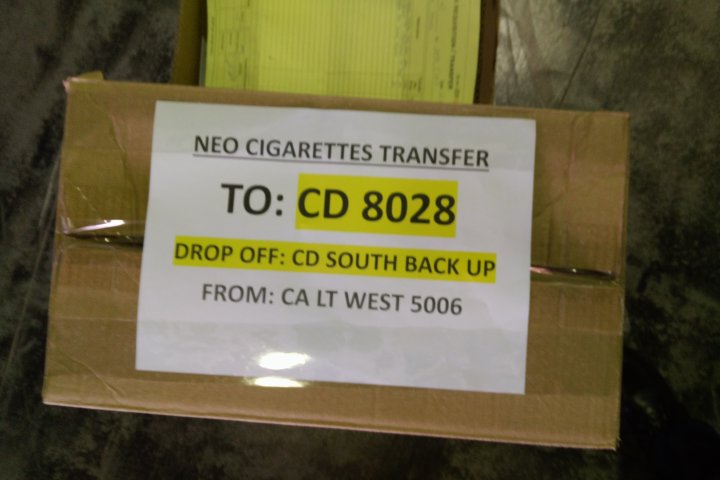 NEO CIGARETTES TRANSFER
TO: CD 8028
DROP OFF: CD SOUTH BACK UP
FROM: CA LT WEST 5006